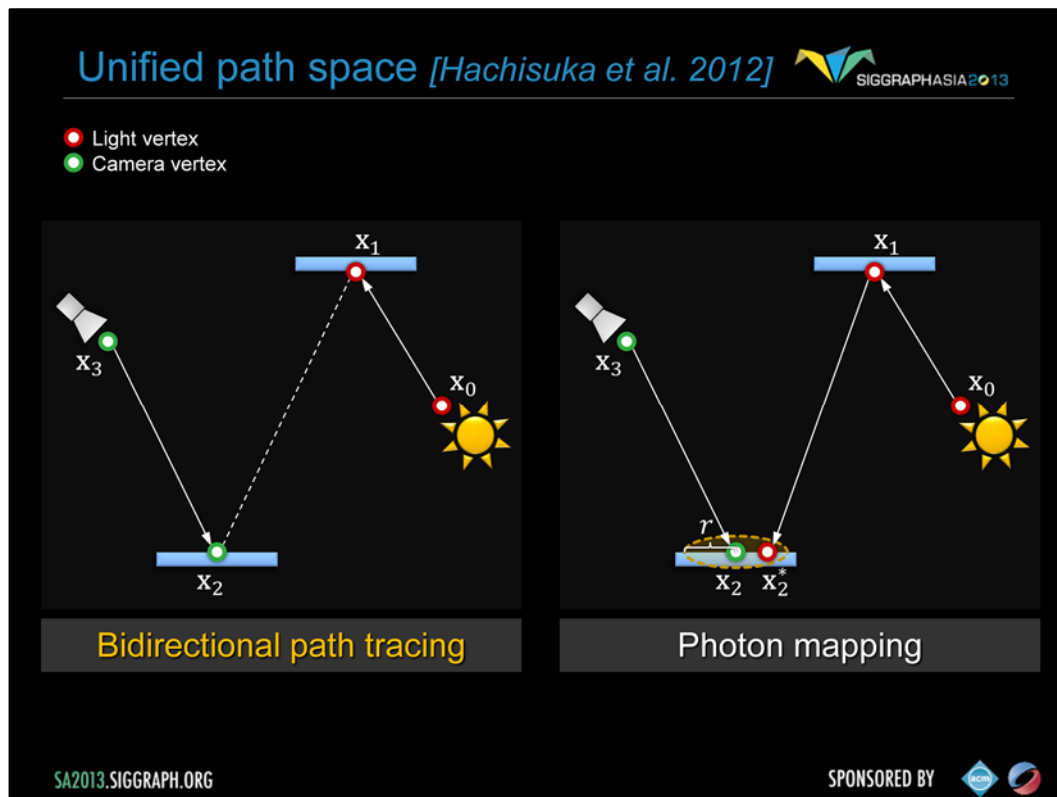 Unified path space [Hachisuka et al. 2012]
SIGGRAPHASIA2013
Light vertex
Camera vertex
x₁
x₃
x₀
x₂
Bidirectional path tracing
x₁
x₃
x₀
r
x₂
x₂*
Photon mapping
SA2013.SIGGRAPH.ORG
SPONSORED BY
acm